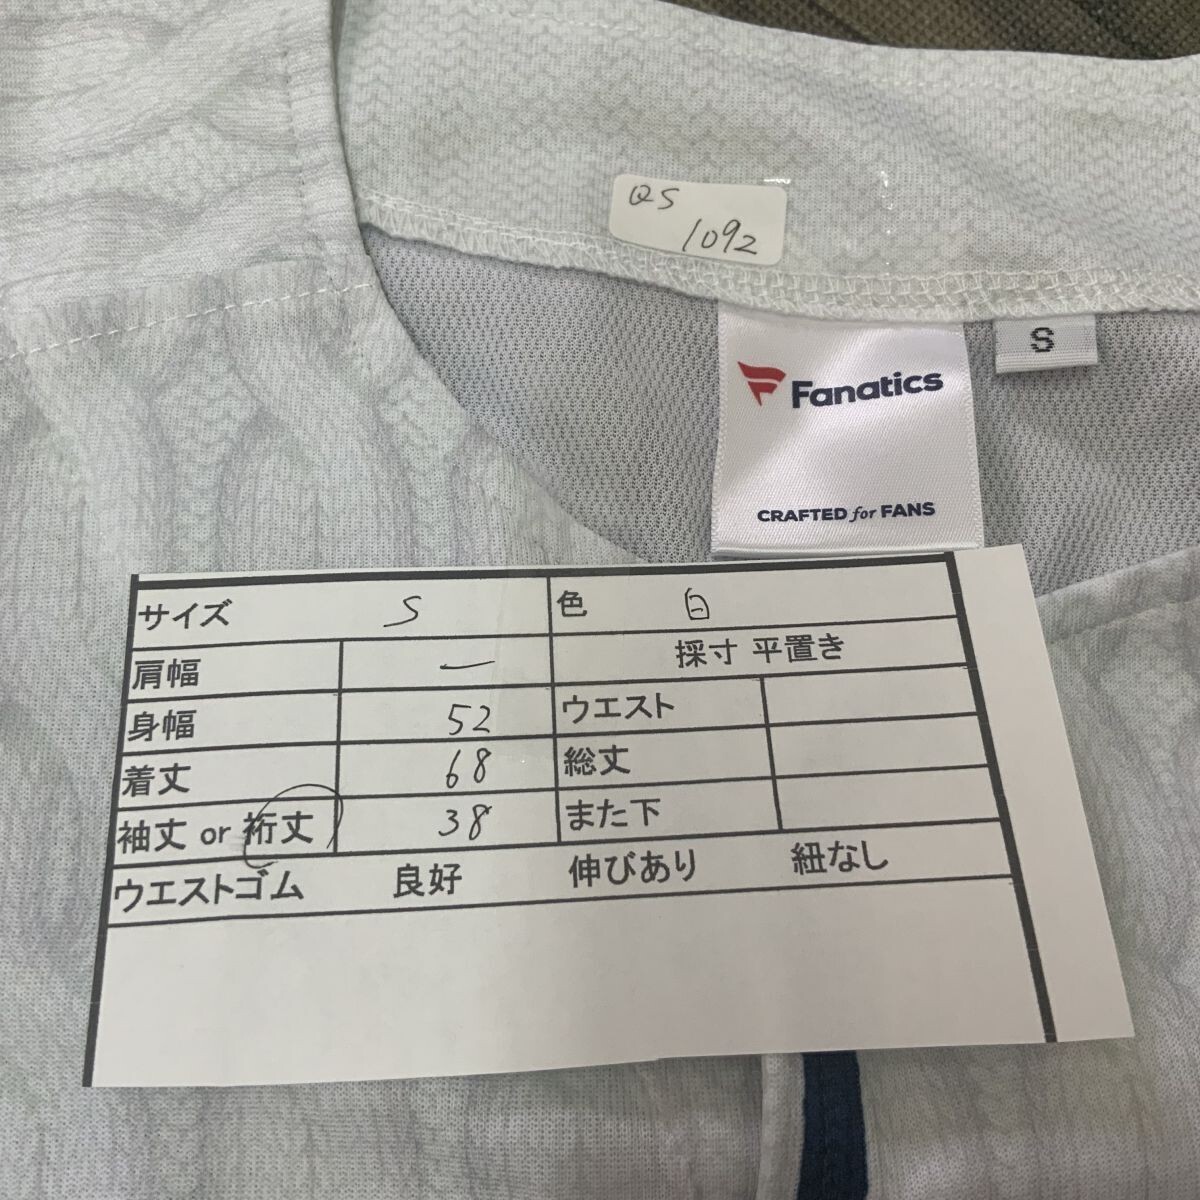 QS
1092
S
Fanatics
CRAFTED for FANS
サイズ S 色 白
肩幅 — 採寸 平置き
身幅 52 ウエスト
着丈 68 総丈
袖丈 or 裄丈 38 また下
ウエストゴム 良好 伸びあり 紐なし